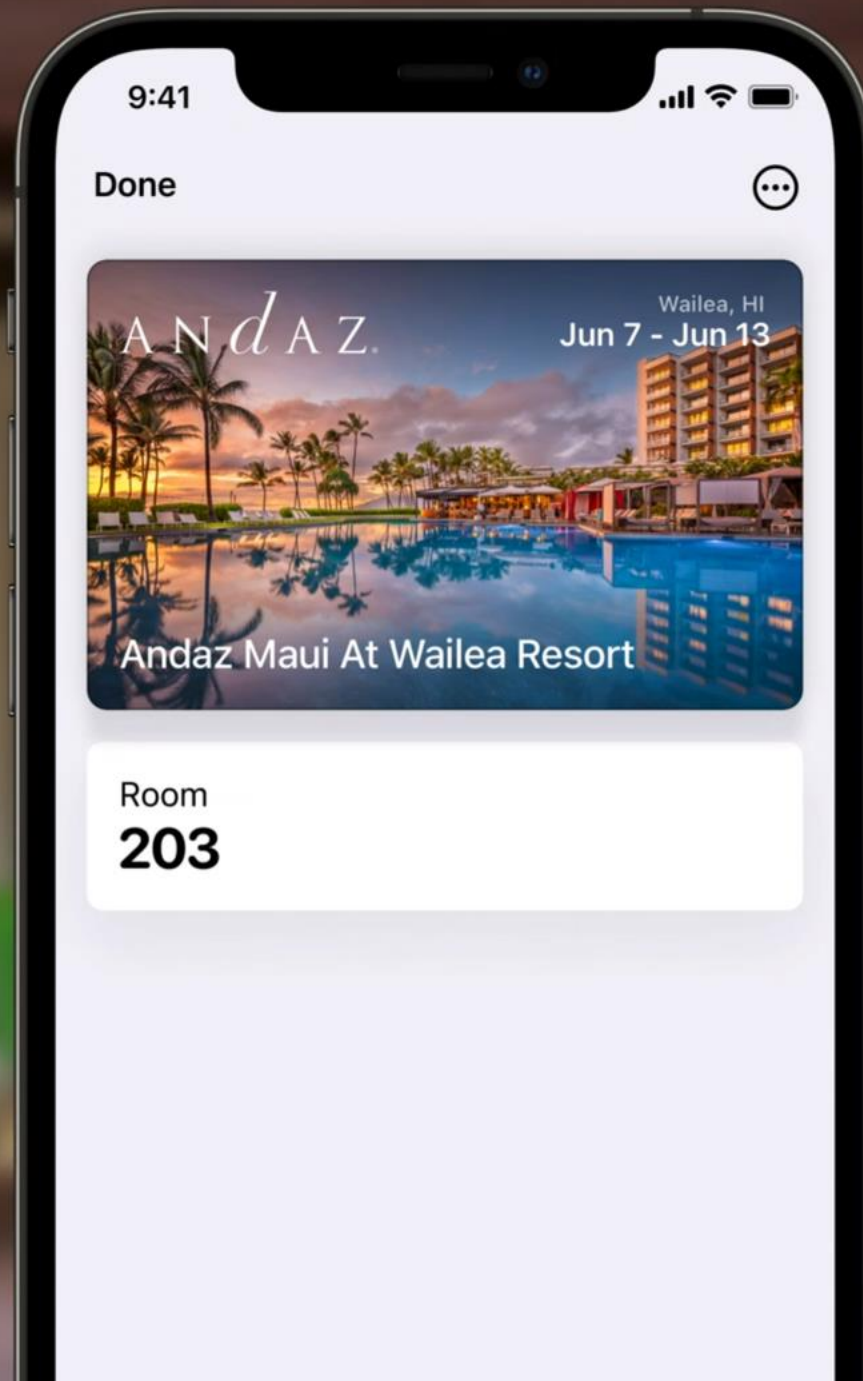 9:41
Done
ANdAZ.
Wailea, HI
Jun 7 - Jun 13
Andaz Maui At Wailea Resort
Room
203